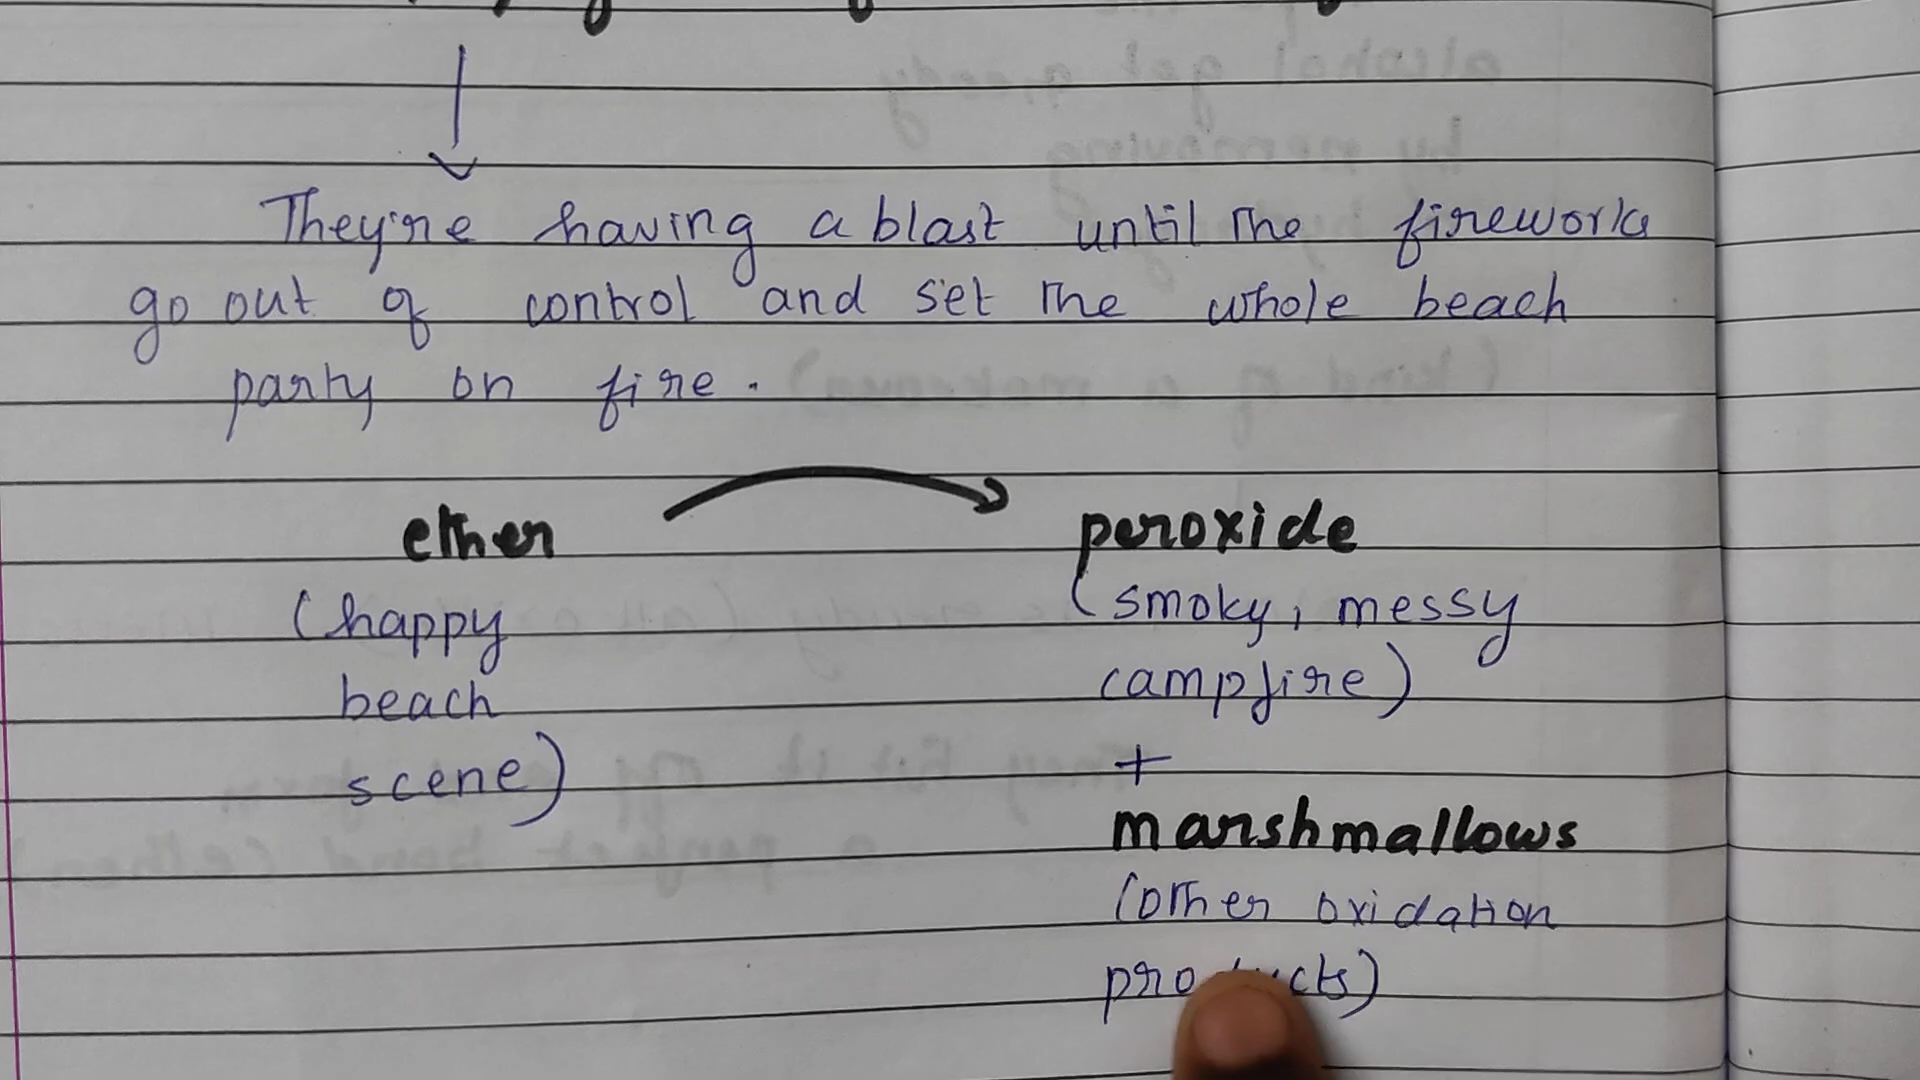 They're having a blast until the fireworks
go out of control and set the whole beach
party on fire.
ether peroxide
(happy (smoky, messy
beach campfire)
scene) +
marshmallows
(other oxidation
products)